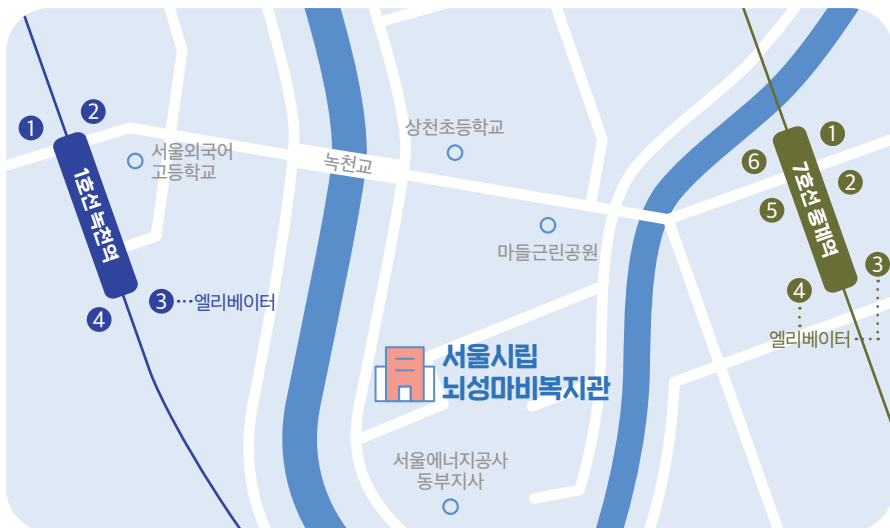 1
2
서울외국어
고등학교
1호선 녹천역
3
엘리베이터
4
녹천교
상천초등학교
마들근린공원
서울시립
뇌성마비복지관
서울에너지공사
동부지사
1
6
2
5
7호선 중계역
3
4
엘리베이터